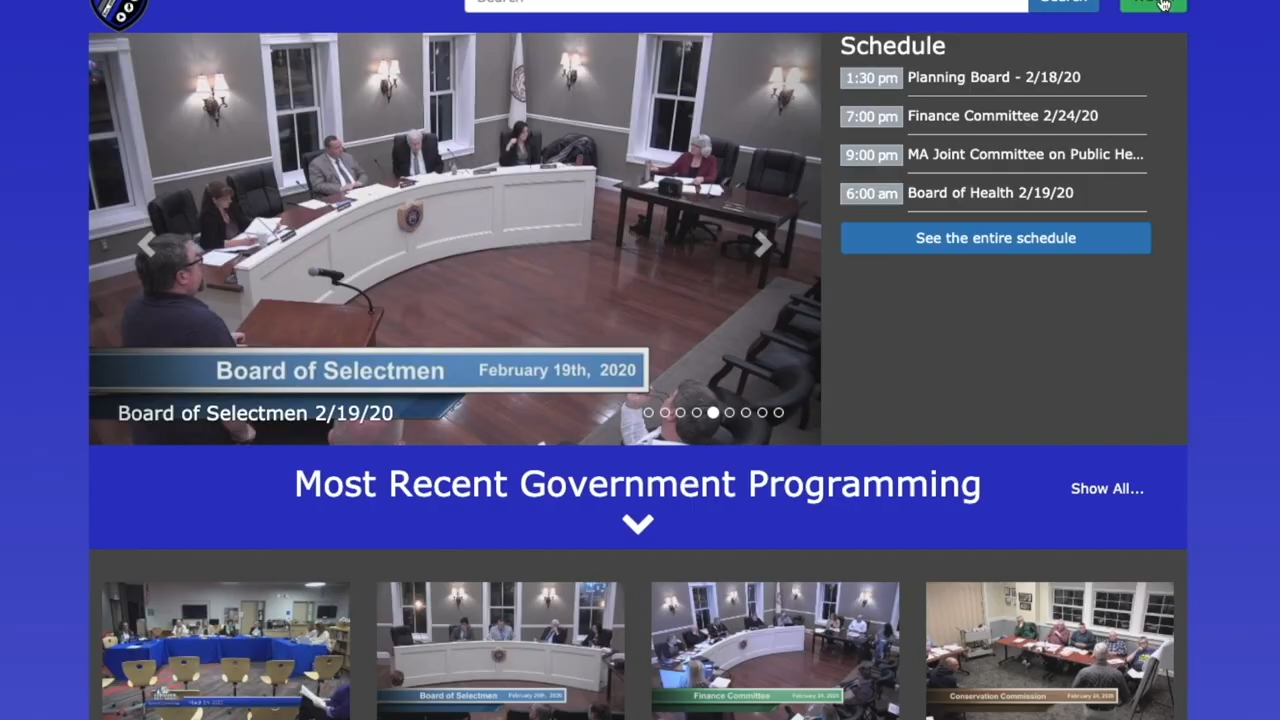 Search
Schedule
1:30 pm Planning Board - 2/18/20
7:00 pm Finance Committee 2/24/20
9:00 pm MA Joint Committee on Public He...
6:00 am Board of Health 2/19/20
See the entire schedule
Board of Selectmen February 19th, 2020
Board of Selectmen 2/19/20
Most Recent Government Programming
Show All...
Board of Selectmen
Finance Committee
Conservation Commission